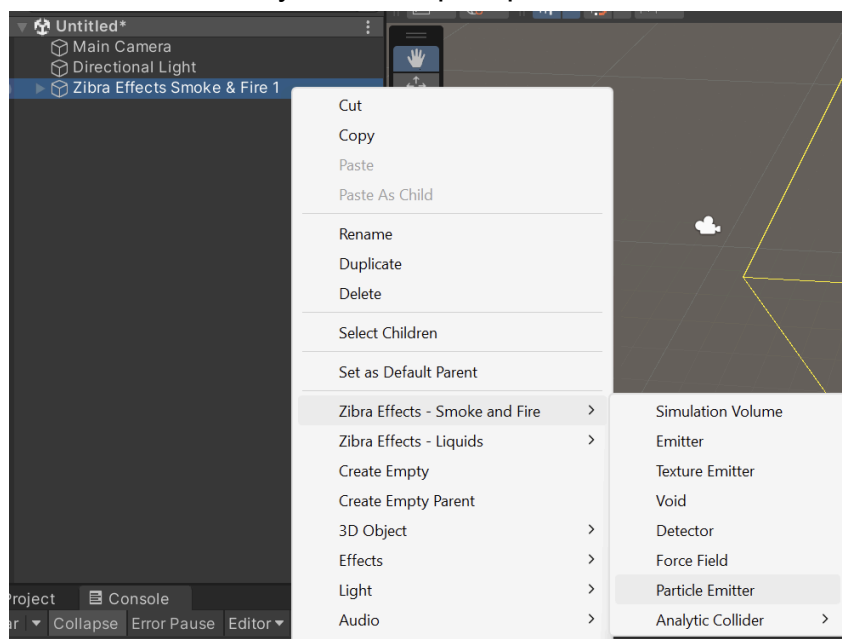 Untitled*
Main Camera
Directional Light
Zibra Effects Smoke & Fire 1
Cut
Copy
Paste
Paste As Child
Rename
Duplicate
Delete
Select Children
Set as Default Parent
Zibra Effects - Smoke and Fire
Zibra Effects - Liquids
Create Empty
Create Empty Parent
3D Object
Effects
Light
Audio
Simulation Volume
Emitter
Texture Emitter
Void
Detector
Force Field
Particle Emitter
Analytic Collider
Project Console
Collapse Error Pause Editor